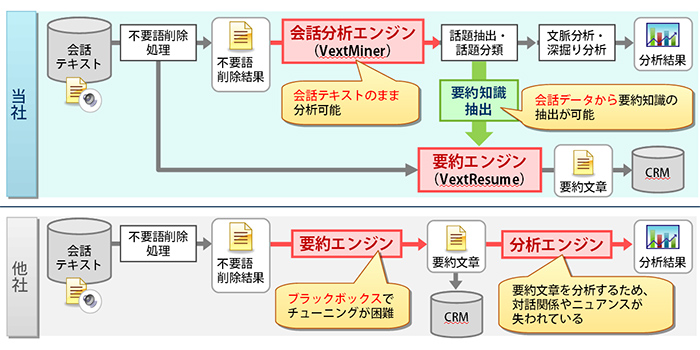 当社
会話
テキスト
不要語削除
処理
不要語
削除結果
会話分析エンジン
（VextMiner）
話題抽出・
話題分類
文脈分析・
深掘り分析
分析結果
会話テキストのまま
分析可能
要約知識
抽出
会話データから要約知識の
抽出が可能
要約エンジン
（VextResume）
要約文章
CRM
他社
会話
テキスト
不要語削除
処理
不要語
削除結果
要約エンジン
要約文章
分析エンジン
分析結果
ブラックボックスで
チューニングが困難
CRM
要約文章を分析するため、
対話関係やニュアンスが
失われている